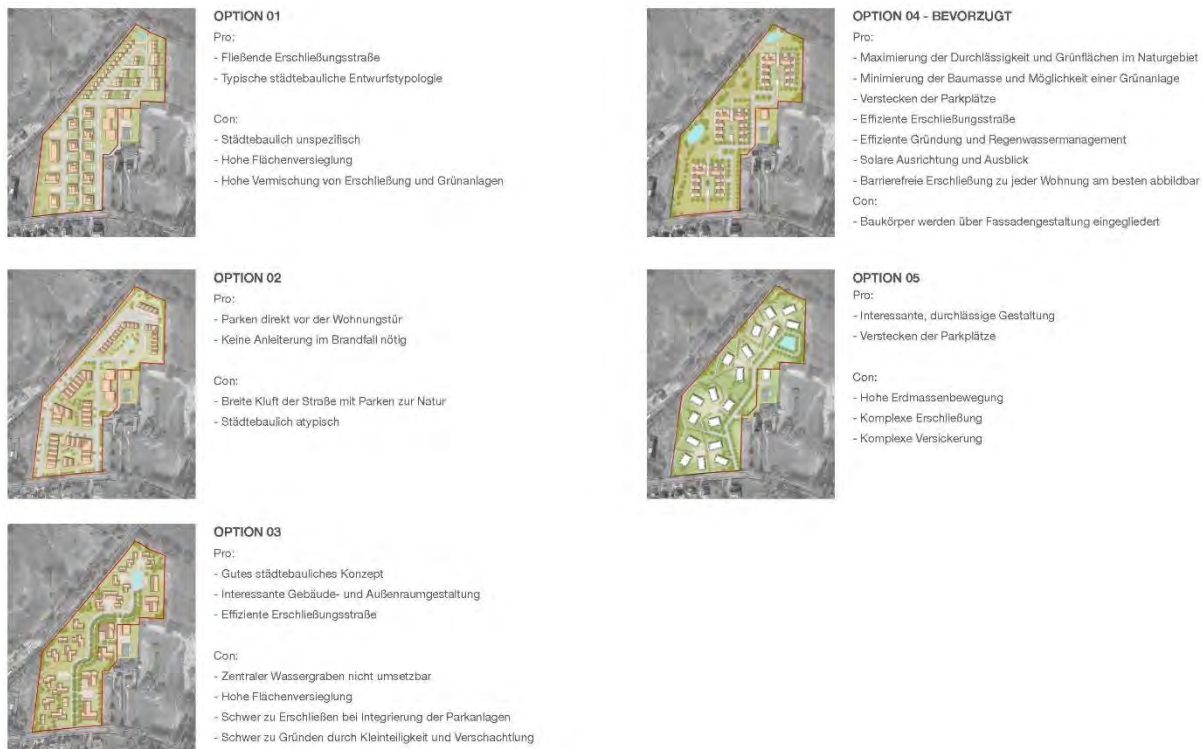 OPTION 01
Pro:
- Fließende Erschließungsstraße
- Typische städtebauliche Entwurfstypologie
Con:
- Städtebaulich unspezifisch
- Hohe Flächenversieglung
- Hohe Vermischung von Erschließung und Grünanlagen
OPTION 02
Pro:
- Parken direkt vor der Wohnungstür
- Keine Anleiterung im Brandfall nötig
Con:
- Breite Kluft der Straße mit Parken zur Natur
- Städtebaulich atypisch
OPTION 03
Pro:
- Gutes städtebauliches Konzept
- Interessante Gebäude- und Außenraumgestaltung
- Effiziente Erschließungsstraße
Con:
- Zentraler Wassergraben nicht umsetzbar
- Hohe Flächenversieglung
- Schwer zu Erschließen bei Integrierung der Parkanlagen
- Schwer zu Gründen durch Kleinteiligkeit und Verschachtlung
OPTION 04 - BEVORZUGT
Pro:
- Maximierung der Durchlässigkeit und Grünflächen im Naturgebiet
- Minimierung der Baumasse und Möglichkeit einer Grünanlage
- Verstecken der Parkplätze
- Effiziente Erschließungsstraße
- Effiziente Gründung und Regenwassermanagement
- Solare Ausrichtung und Ausblick
- Barrierefreie Erschließung zu jeder Wohnung am besten abbildbar
Con:
- Baukörper werden über Fassadengestaltung eingegliedert
OPTION 05
Pro:
- Interessante, durchlässige Gestaltung
- Verstecken der Parkplätze
Con:
- Hohe Erdmassenbewegung
- Komplexe Erschließung
- Komplexe Versickerung